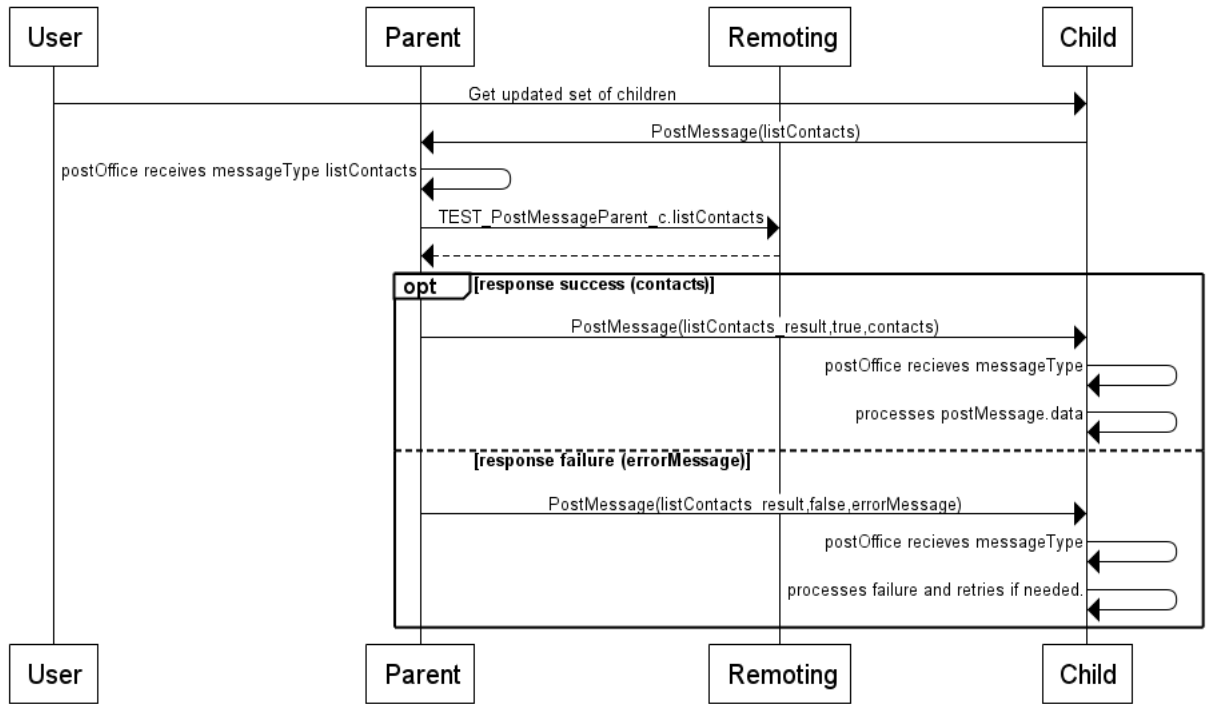 User
Parent
Remoting
Child
Get updated set of children
PostMessage(listContacts)
postOffice receives messageType listContacts
TEST_PostMessageParent_c.listContacts
opt
[response success (contacts)]
PostMessage(listContacts_result,true,contacts)
postOffice recieves messageType
processes postMessage.data
[response failure (errorMessage)]
PostMessage(listContacts_result,false,errorMessage)
postOffice recieves messageType
processes failure and retries if needed.
User
Parent
Remoting
Child